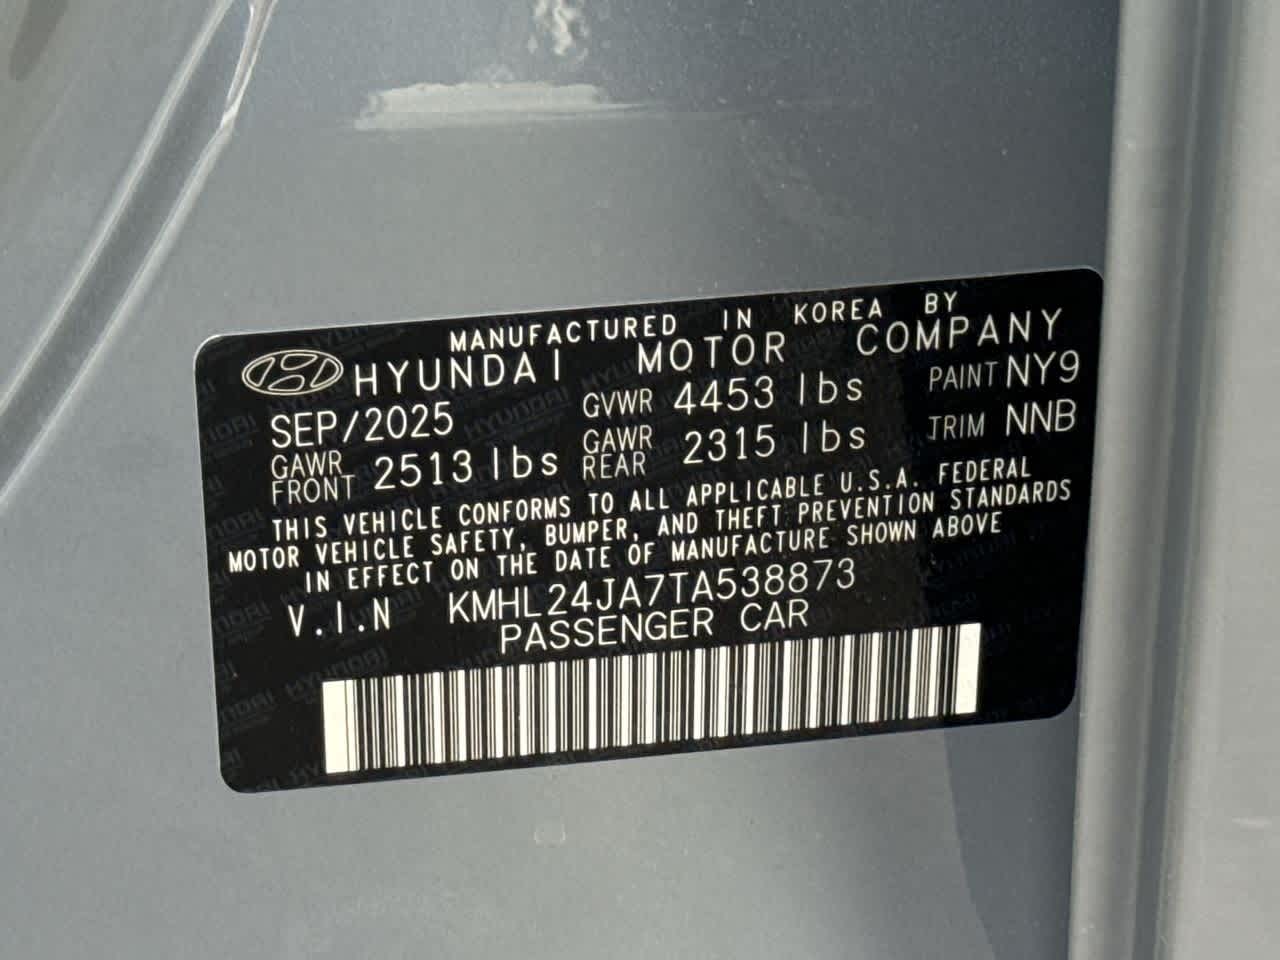 MANUFACTURED IN KOREA BY
HYUNDAI MOTOR COMPANY
SEP/2025 GVWR 4453 lbs PAINT NY9
GAWR FRONT 2513 lbs GAWR REAR 2315 lbs TRIM NNB
THIS VEHICLE CONFORMS TO ALL APPLICABLE U.S.A. FEDERAL
MOTOR VEHICLE SAFETY, BUMPER, AND THEFT PREVENTION STANDARDS
IN EFFECT ON THE DATE OF MANUFACTURE SHOWN ABOVE
V.I.N KMHL24JA7TA538873
PASSENGER CAR